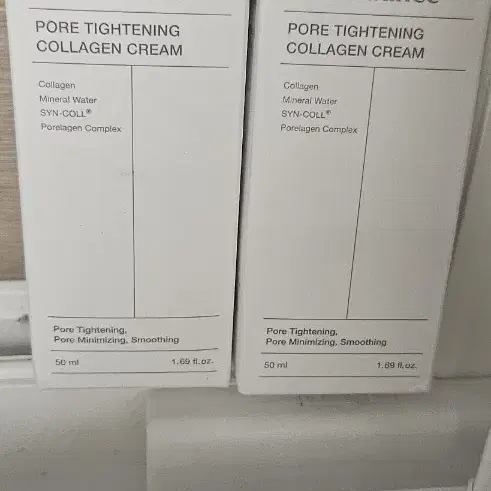 PORE TIGHTENING
COLLAGEN CREAM
Collagen
Mineral Water
SYN-COLL®
Porelagen Complex
Pore Tightening,
Pore Minimizing, Smoothing
50 ml 1.69 fl.oz.
PORE TIGHTENING
COLLAGEN CREAM
Collagen
Mineral Water
SYN-COLL®
Porelagen Complex
Pore Tightening,
Pore Minimizing, Smoothing
50 ml 1.69 fl.oz.